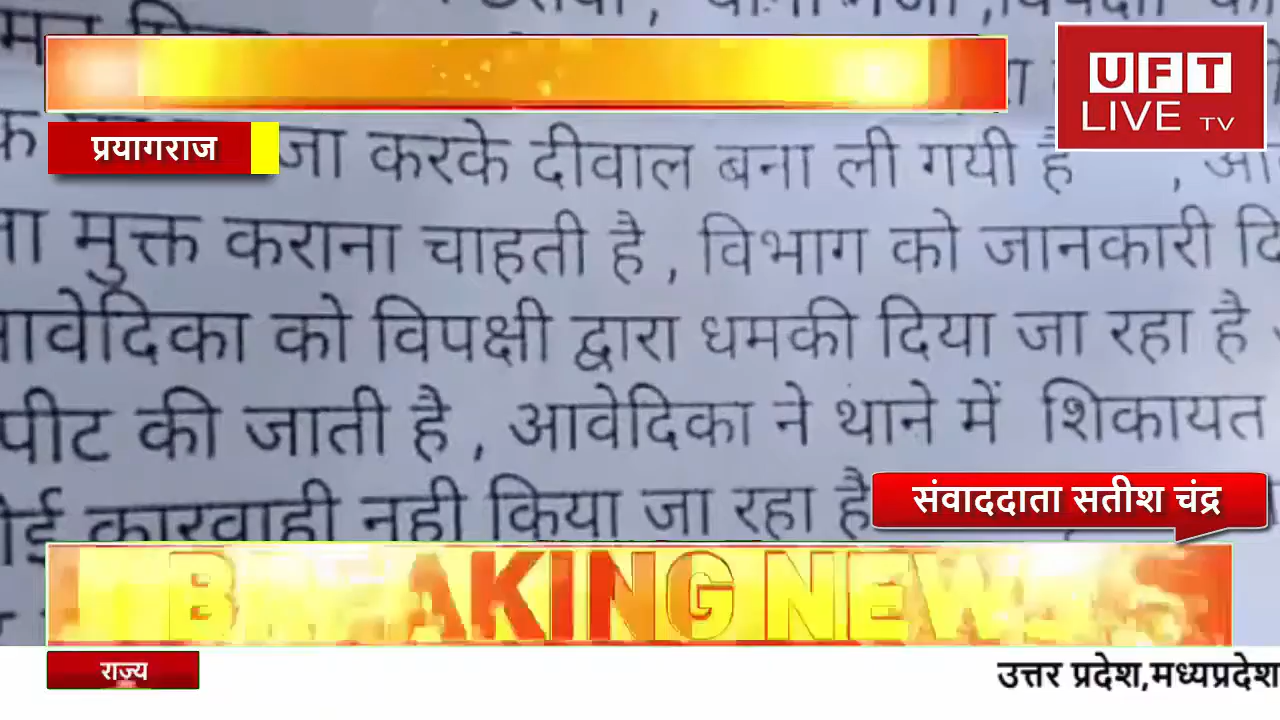 UFT
LIVE TV
प्रयागराज
जा करके दीवाल बना ली गयी है
मुक्त कराना चाहती है , विभाग को जानकारी
को विपक्षी द्वारा धमकी दिया जा रहा है
की जाती है , आवेदिका ने थाने में शिकायत
कारवाही नही किया जा रहा है
संवाददाता सतीश चंद्र
BREAKING NEWS
राज्य
उत्तर प्रदेश,मध्यप्रदेश